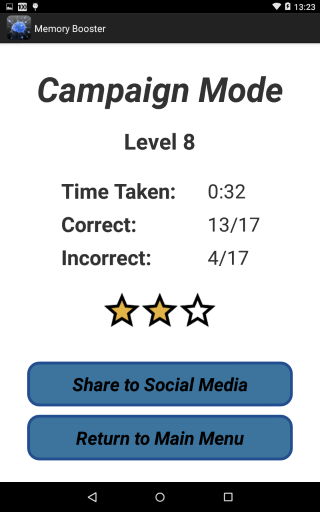 13:23
Memory Booster
Campaign Mode
Level 8
Time Taken: 0:32
Correct: 13/17
Incorrect: 4/17
Share to Social Media
Return to Main Menu